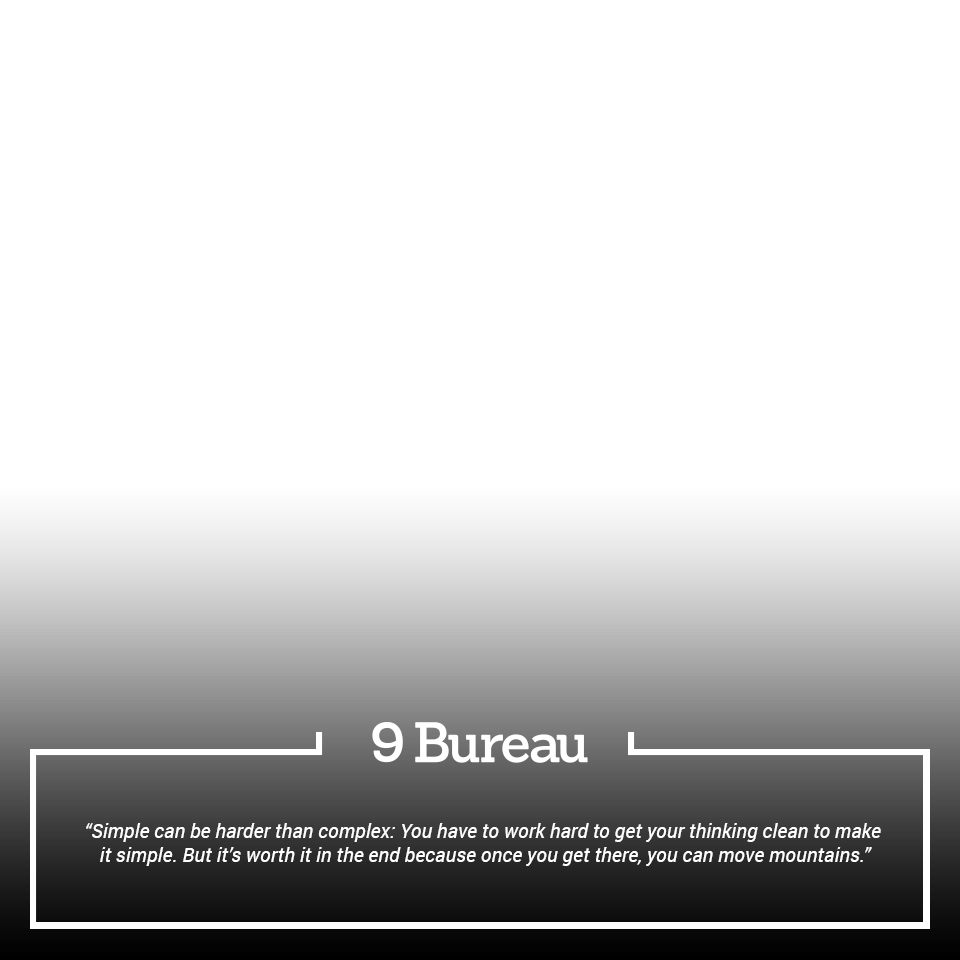 9 Bureau
“Simple can be harder than complex: You have to work hard to get your thinking clean to make
it simple. But it’s worth it in the end because once you get there, you can move mountains.”